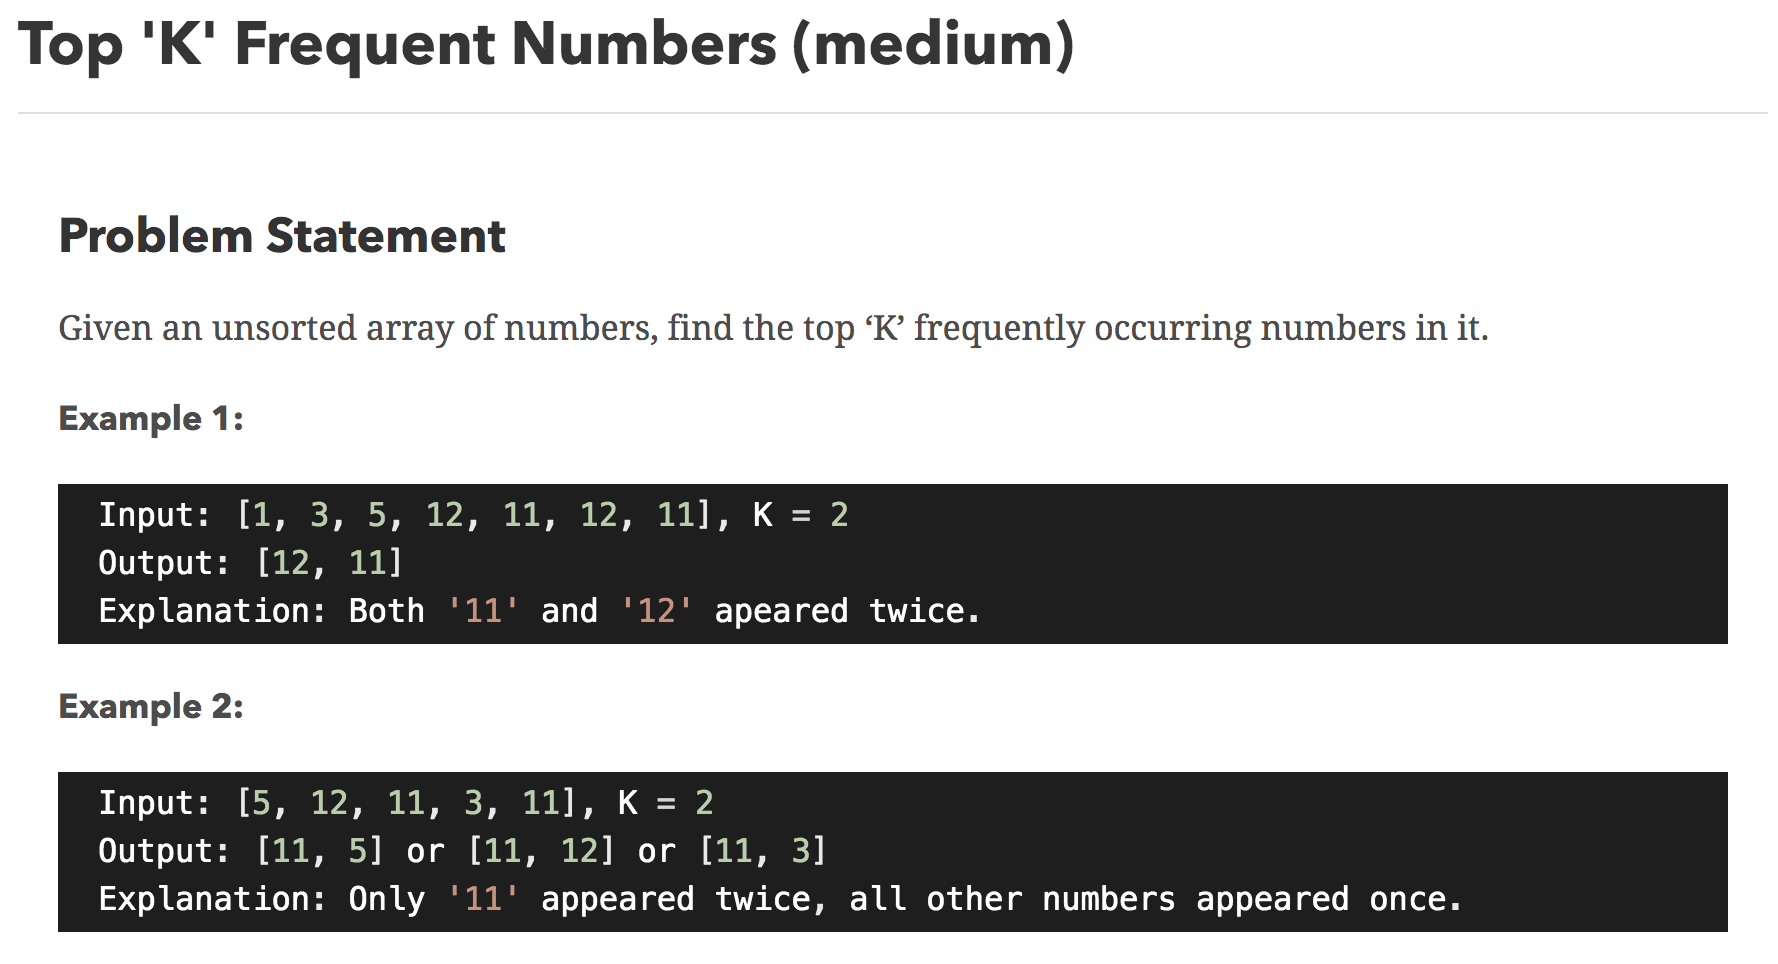 Top 'K' Frequent Numbers (medium)
Problem Statement
Given an unsorted array of numbers, find the top ‘K’ frequently occurring numbers in it.
Example 1:
Input: [1, 3, 5, 12, 11, 12, 11], K = 2
Output: [12, 11]
Explanation: Both '11' and '12' apeared twice.
Example 2:
Input: [5, 12, 11, 3, 11], K = 2
Output: [11, 5] or [11, 12] or [11, 3]
Explanation: Only '11' appeared twice, all other numbers appeared once.